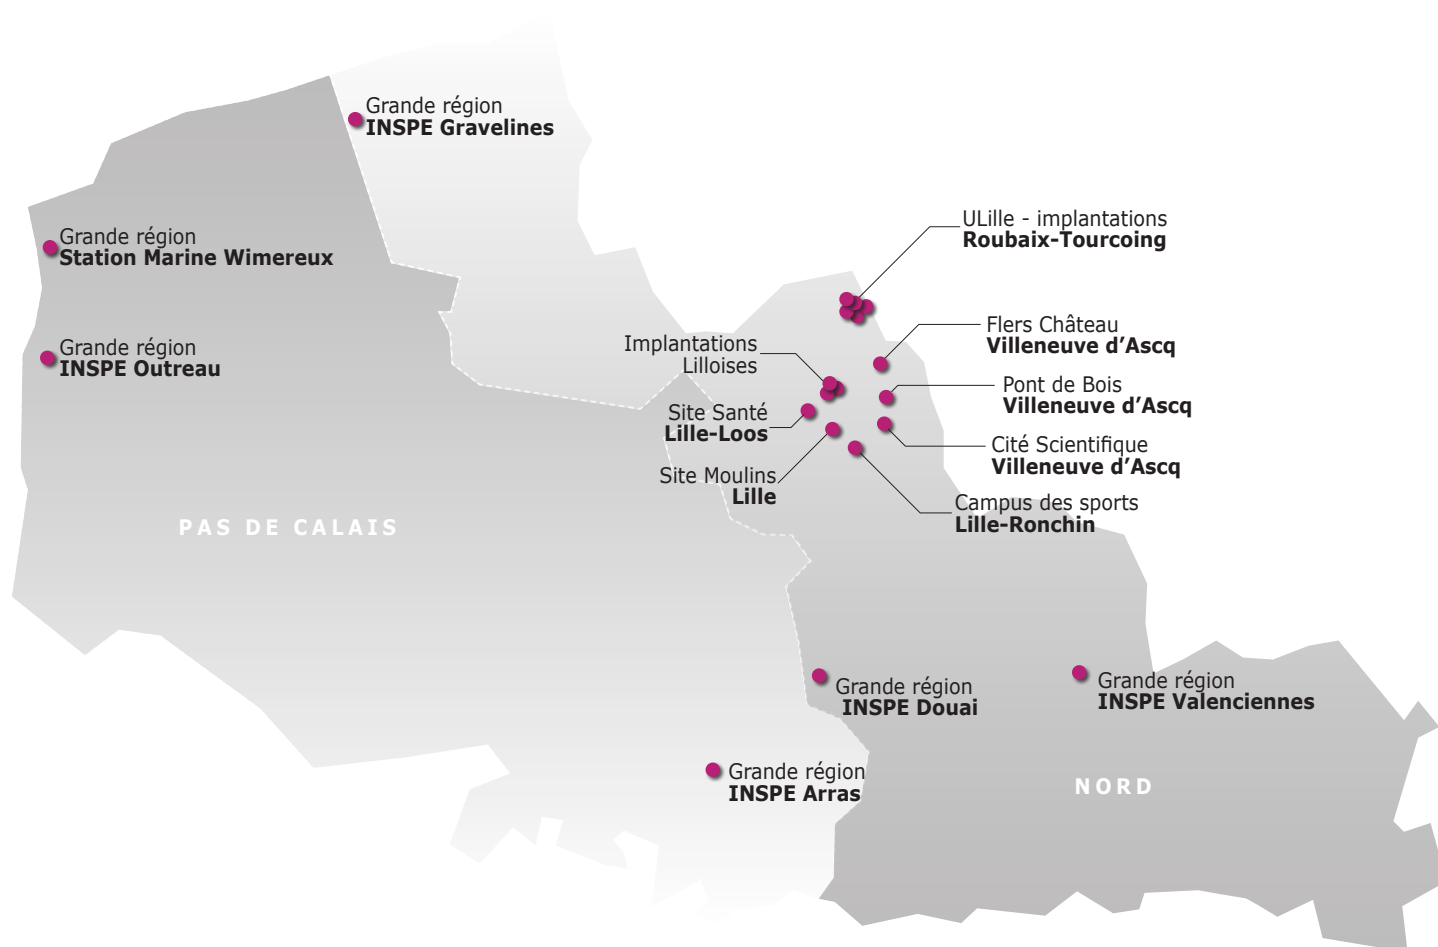 Grande région
INSPE Gravelines
ULille - implantations
Roubaix-Tourcoing
Grande région
Station Marine Wimereux
Flers Château
Villeneuve d’Ascq
Implantations
Lilloises
Grande région
INSPE Outreau
Pont de Bois
Villeneuve d’Ascq
Site Santé
Lille-Loos
Cité Scientifique
Villeneuve d’Ascq
Site Moulins
Lille
Campus des sports
Lille-Ronchin
PAS DE CALAIS
Grande région
INSPE Douai
Grande région
INSPE Valenciennes
Grande région
INSPE Arras
NORD